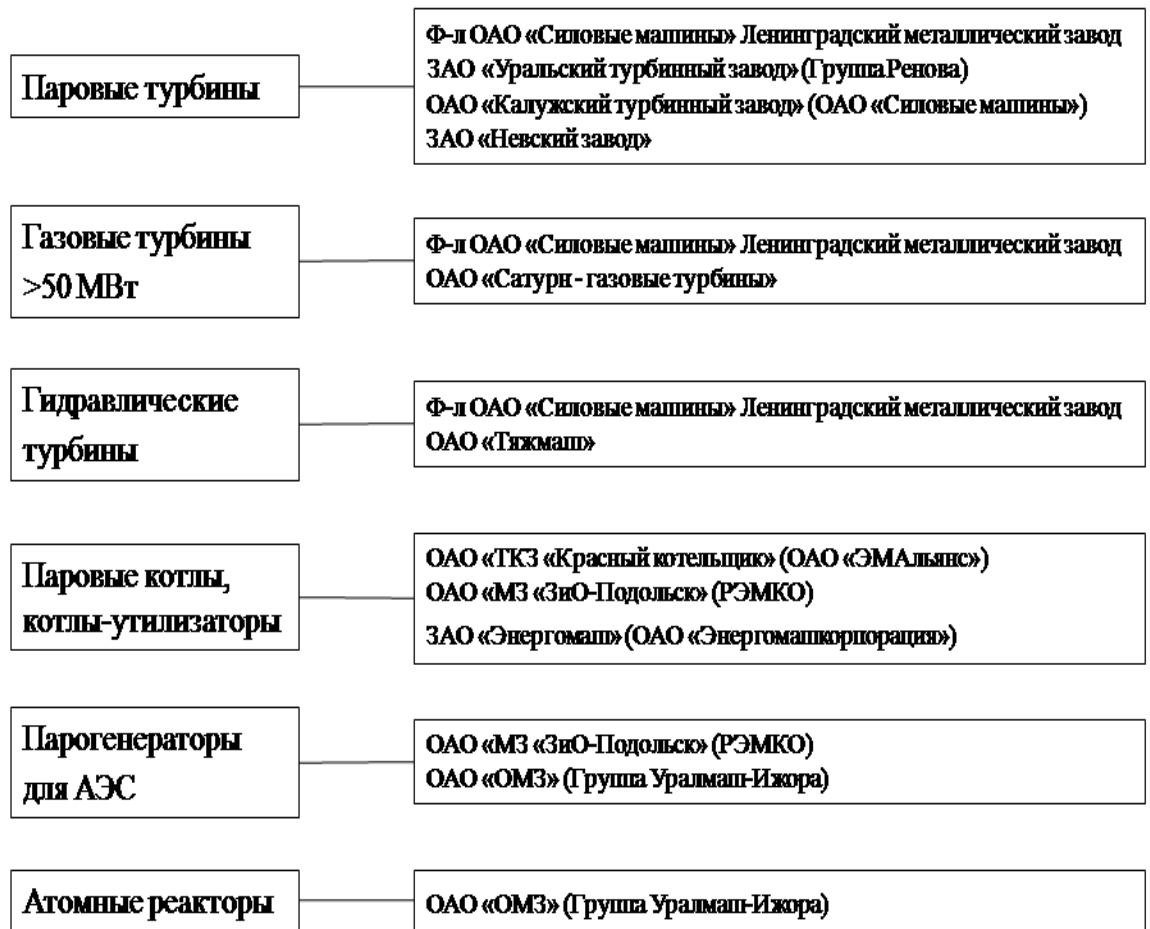 Паровые турбины
Ф-л ОАО «Силовые машины» Ленинградский металлический завод
ЗАО «Уральский турбинный завод» (Группа Ренова)
ОАО «Калужский турбинный завод» (ОАО «Силовые машины»)
ЗАО «Невский завод»
Газовые турбины
>50 МВт
Ф-л ОАО «Силовые машины» Ленинградский металлический завод
ОАО «Сатурн - газовые турбины»
Гидравлические
турбины
Ф-л ОАО «Силовые машины» Ленинградский металлический завод
ОАО «Тяжмаш»
Паровые котлы,
котлы-утилизаторы
ОАО «ТКЗ «Красный котельщик» (ОАО «ЭМАльянс»)
ОАО «МЗ «ЗиО-Подольск» (РЭМКО)
ЗАО «Энергомаш» (ОАО «Энергомашкорпорация»)
Парогенераторы
для АЭС
ОАО «МЗ «ЗиО-Подольск» (РЭМКО)
ОАО «ОМЗ» (Группа Уралмаш-Ижора)
Атомные реакторы
ОАО «ОМЗ» (Группа Уралмаш-Ижора)